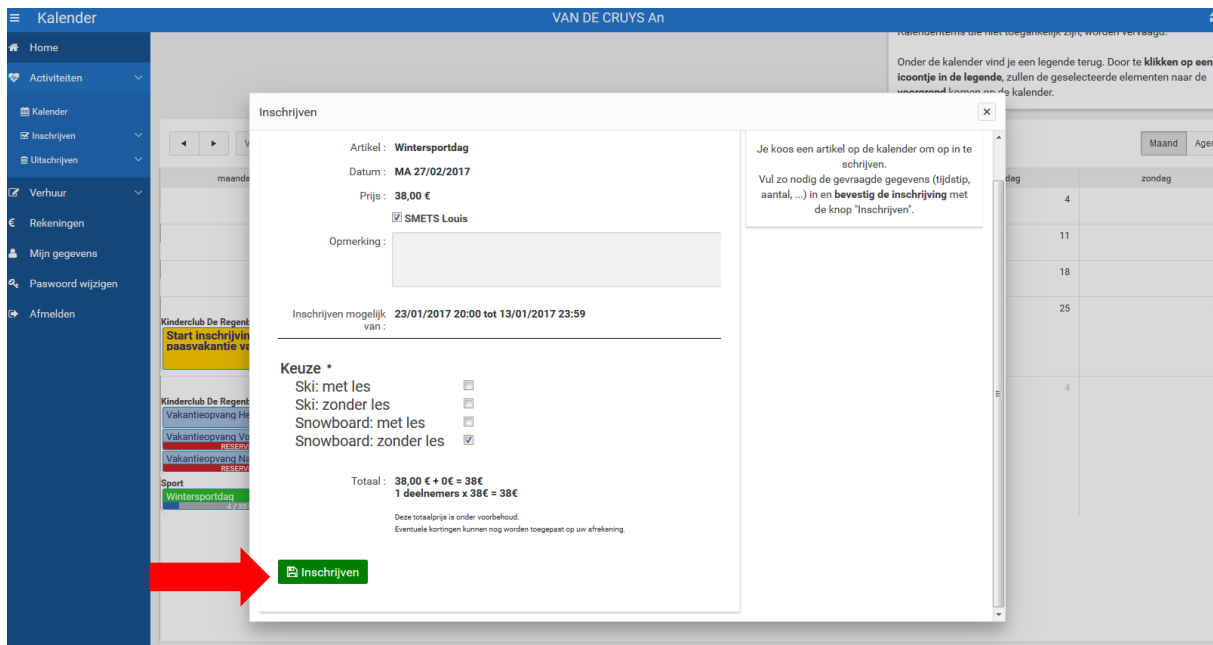 Kalender
VAN DE CRUYS An
Home
Activiteiten
Kalender
Inschrijven
Uitschrijven
Verhuur
Rekeningen
Mijn gegevens
Paswoord wijzigen
Afmelden
Kalenderitems die niet toegankelijk zijn, worden vervaagd.
Onder de kalender vind je een legende terug. Door te klikken op een
icoontje in de legende, zullen de geselecteerde elementen naar de
voorgrond komen op de kalender.
V
Maand
maanda
dag
zondag
4
11
18
25
4
Kinderclub De Regenb
Start inschrijvin
paasvakantie va
Kinderclub De Regenb
Vakantieopvang He
Vakantieopvang Vo
RESERV
Vakantieopvang Na
RESERV
Sport
Wintersportdag
4 / 35
Inschrijven
Artikel : Wintersportdag
Datum : MA 27/02/2017
Prijs : 38,00 €
SMETS Louis
Opmerking :
Inschrijven mogelijk 23/01/2017 20:00 tot 13/01/2017 23:59
van :
Keuze *
Ski: met les
Ski: zonder les
Snowboard: met les
Snowboard: zonder les
Totaal : 38,00 € + 0€ = 38€
1 deelnemers x 38€ = 38€
Deze totaalprijs is onder voorbehoud.
Eventuele kortingen kunnen nog worden toegepast op uw afrekening.
Inschrijven
Je koos een artikel op de kalender om op in te
schrijven.
Vul zo nodig de gevraagde gegevens (tijdstip,
aantal, ...) in en bevestig de inschrijving met
de knop "Inschrijven".